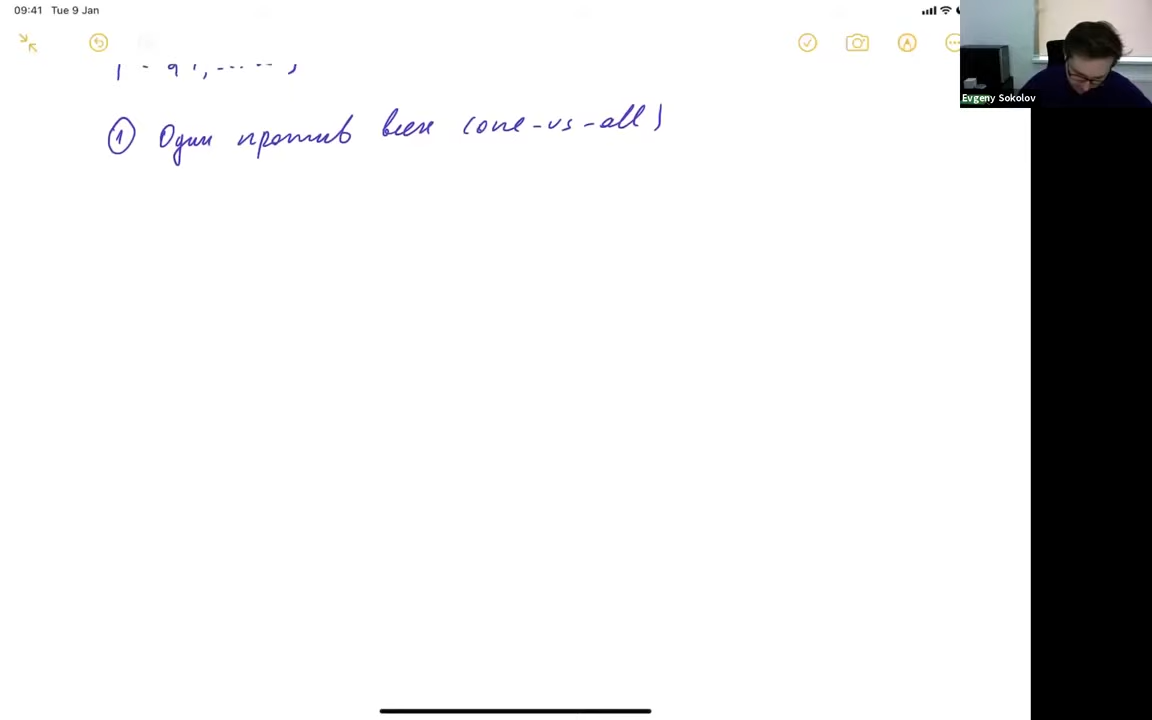 09:41 Tue 9 Jan
Evgeny Sokolov
① Один против всех (one-vs-all)